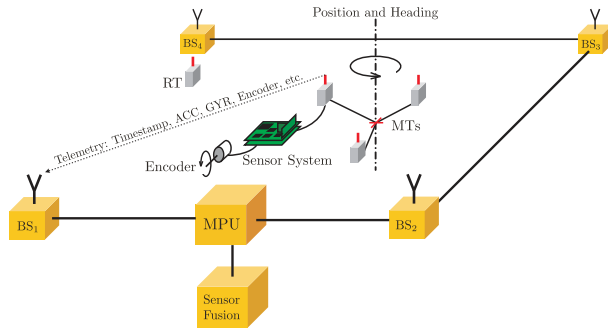 Position and Heading
BS₄
BS₃
RT
MTs
Telemetry: Timestamp, ACC, GYR, Encoder, etc.
Sensor System
Encoder
BS₁
MPU
BS₂
Sensor
Fusion